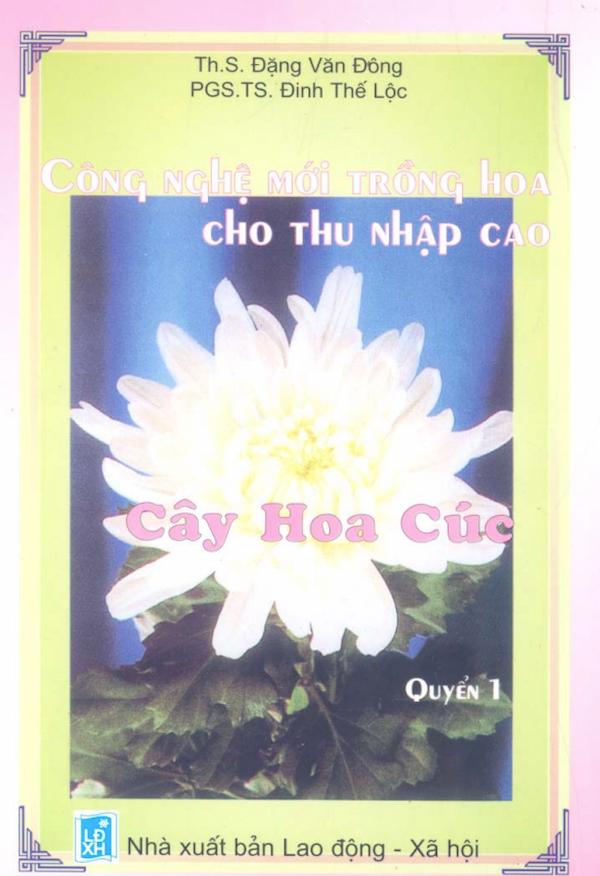 Th.S. Đặng Văn Đông
PGS.TS. Đinh Thế Lộc
CÔNG NGHỆ MỚI TRỒNG HOA
CHO THU NHẬP CAO
Cây Hoa Cúc
QUYỂN 1
LĐ
XH
Nhà xuất bản Lao động - Xã hội